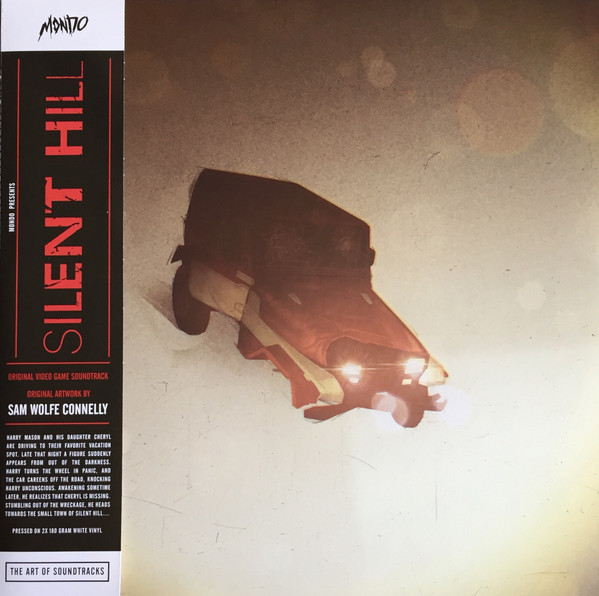 MONDO
MONDO PRESENTS
SILENT HILL
ORIGINAL VIDEO GAME SOUNDTRACK
ORIGINAL ARTWORK BY
SAM WOLFE CONNELLY
HARRY MASON AND HIS DAUGHTER CHERYL
ARE DRIVING TO THEIR FAVORITE VACATION
SPOT. LATE THAT NIGHT A FIGURE SUDDENLY
APPEARS FROM OUT OF THE DARKNESS.
HARRY TURNS THE WHEEL IN PANIC, AND
THE CAR CAREENS OFF THE ROAD, KNOCKING
HARRY UNCONSCIOUS. AWAKENING SOMETIME
LATER, HE REALIZES THAT CHERYL IS MISSING.
STUMBLING OUT OF THE WRECKAGE, HE HEADS
TOWARDS THE SMALL TOWN OF SILENT HILL....
PRESSED ON 2X 180 GRAM WHITE VINYL
THE ART OF SOUNDTRACKS